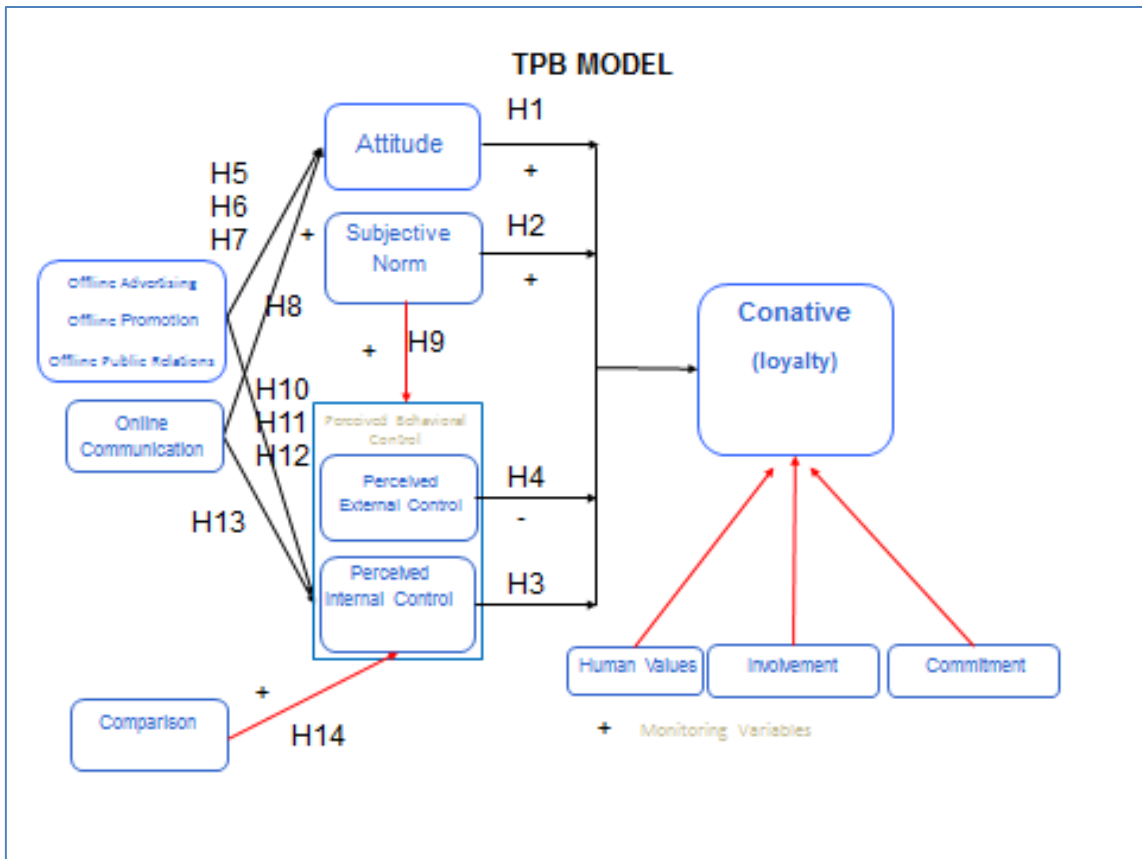 TPB MODEL
H1
Attitude
+
H5
H6
H7
+
Subjective
Norm
H2
+
Offline Advertising
Offline Promotion
Offline Public Relations
H8
Conative
(loyalty)
+
H9
Online
Communication
H10
H11
H12
Perceived Behavioral
Control
Perceived
External Control
H4
-
H13
Perceived
Internal Control
H3
Human Values
Involvement
Commitment
+
Comparison
H14
+ Monitoring Variables